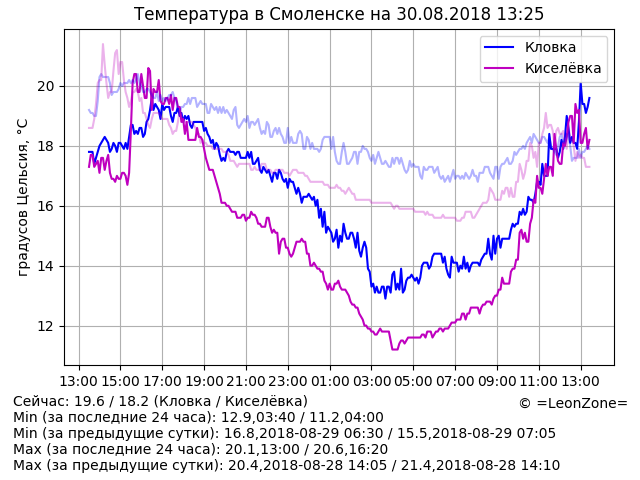 Температура в Смоленске на 30.08.2018 13:25
Кловка
Киселёвка
градусов Цельсия, °C
20
18
16
14
12
13:00 15:00 17:00 19:00 21:00 23:00 01:00 03:00 05:00 07:00 09:00 11:00 13:00
Сейчас: 19.6 / 18.2 (Кловка / Киселёвка)
© =LeonZone=
Min (за последние 24 часа): 12.9,03:40 / 11.2,04:00
Min (за предыдущие сутки): 16.8,2018-08-29 06:30 / 15.5,2018-08-29 07:05
Max (за последние 24 часа): 20.1,13:00 / 20.6,16:20
Max (за предыдущие сутки): 20.4,2018-08-28 14:05 / 21.4,2018-08-28 14:10